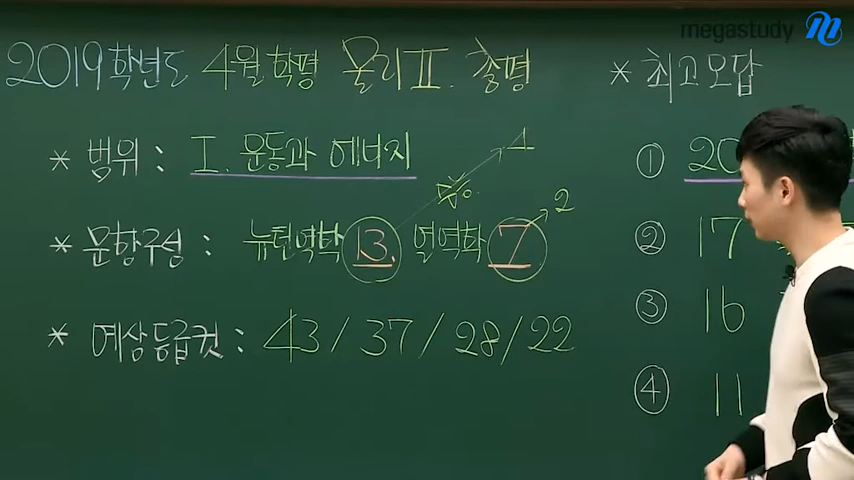 megastudy
2019학년도 4월 학평 물리 II. 총평
* 최고오답
* 범위 : I. 운동과 에너지
① 20
1
* 문항구성 : 뉴턴역학 13. 열역학 7
2
② 17
* 예상등급컷 : 43 / 37 / 28 / 22
③ 16
④ 11